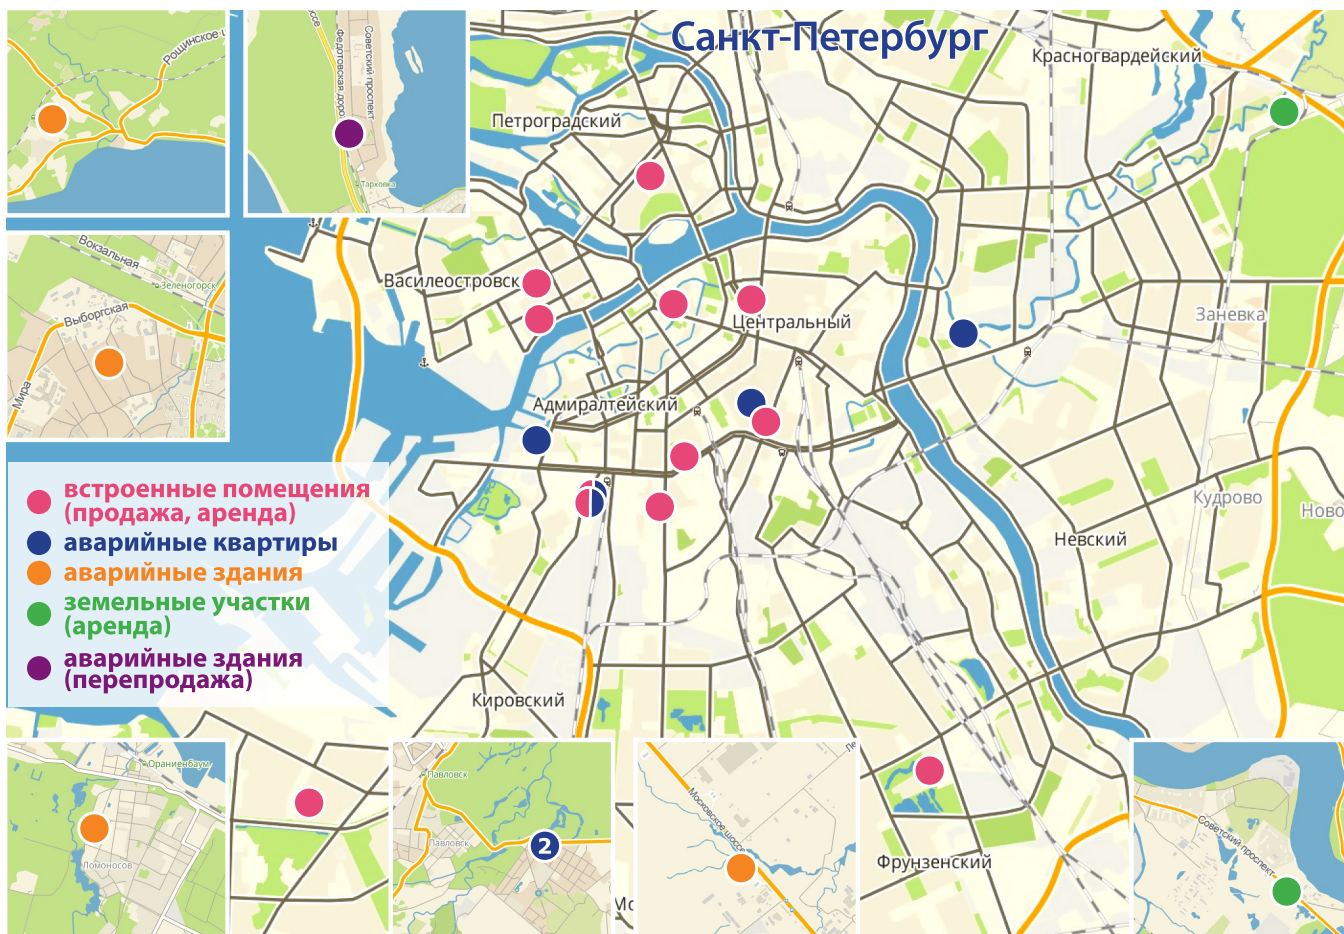 Санкт-Петербург
Рощинское
Федотовская
Советский проспект
Тарховка
Красногвардейский
Петроградский
Вокзальная
Зеленогорск
Выборгская
Мира
Василеостровск
Центральный
Заневка
Адмиралтейский
Кудрово
Ново
Невский
встроенные помещения
(продажа, аренда)
аварийные квартиры
аварийные здания
земельные участки
(аренда)
аварийные здания
(перепродажа)
Кировский
Ораниенбаум
Ломоносов
Павловск
Павловск
2
Московское шоссе
Фрунзенский
Советский проспект